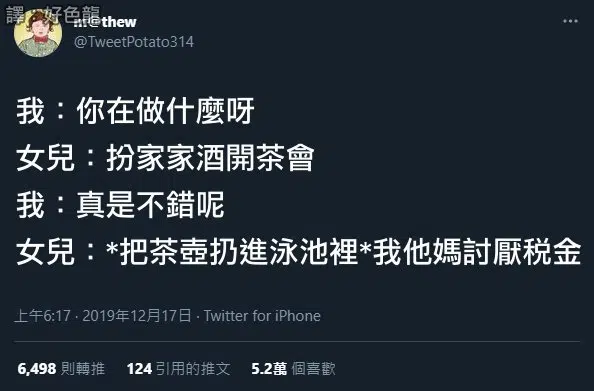 譯：好色龍
m@thew
@TweetPotato314
我：你在做什麼呀
女兒：扮家家酒開茶會
我：真是不錯呢
女兒：*把茶壺扔進泳池裡*我他媽討厭税金
上午6:17 · 2019年12月17日 · Twitter for iPhone
6,498 則轉推 124 引用的推文 5.2萬 個喜歡